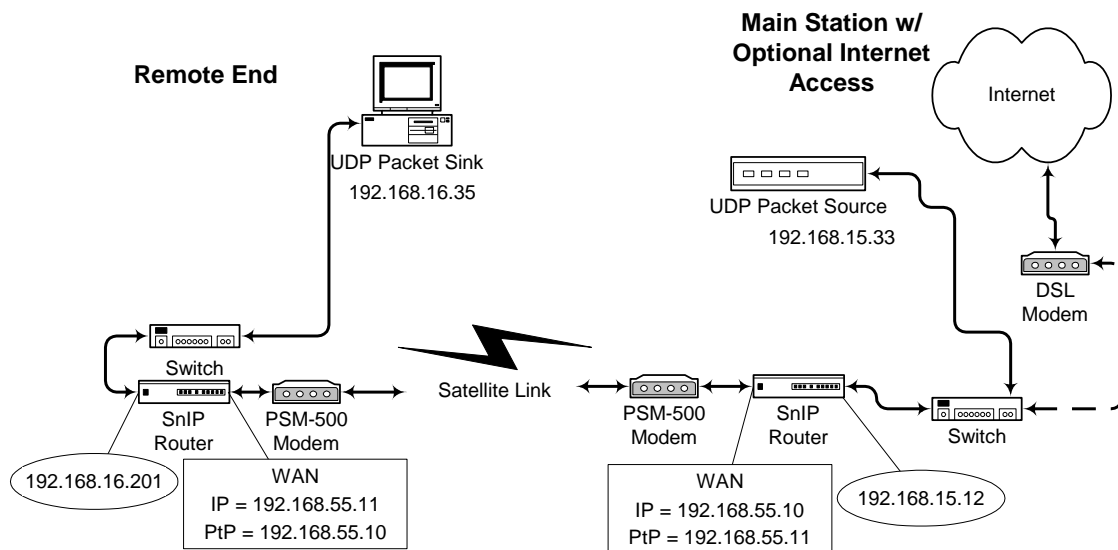 Remote End
Main Station w/
Optional Internet
Access
Internet
UDP Packet Sink
192.168.16.35
UDP Packet Source
192.168.15.33
DSL
Modem
Switch
Satellite Link
SnIP
Router
PSM-500
Modem
PSM-500
Modem
SnIP
Router
Switch
192.168.16.201
WAN
IP = 192.168.55.11
PtP = 192.168.55.10
WAN
IP = 192.168.55.10
PtP = 192.168.55.11
192.168.15.12